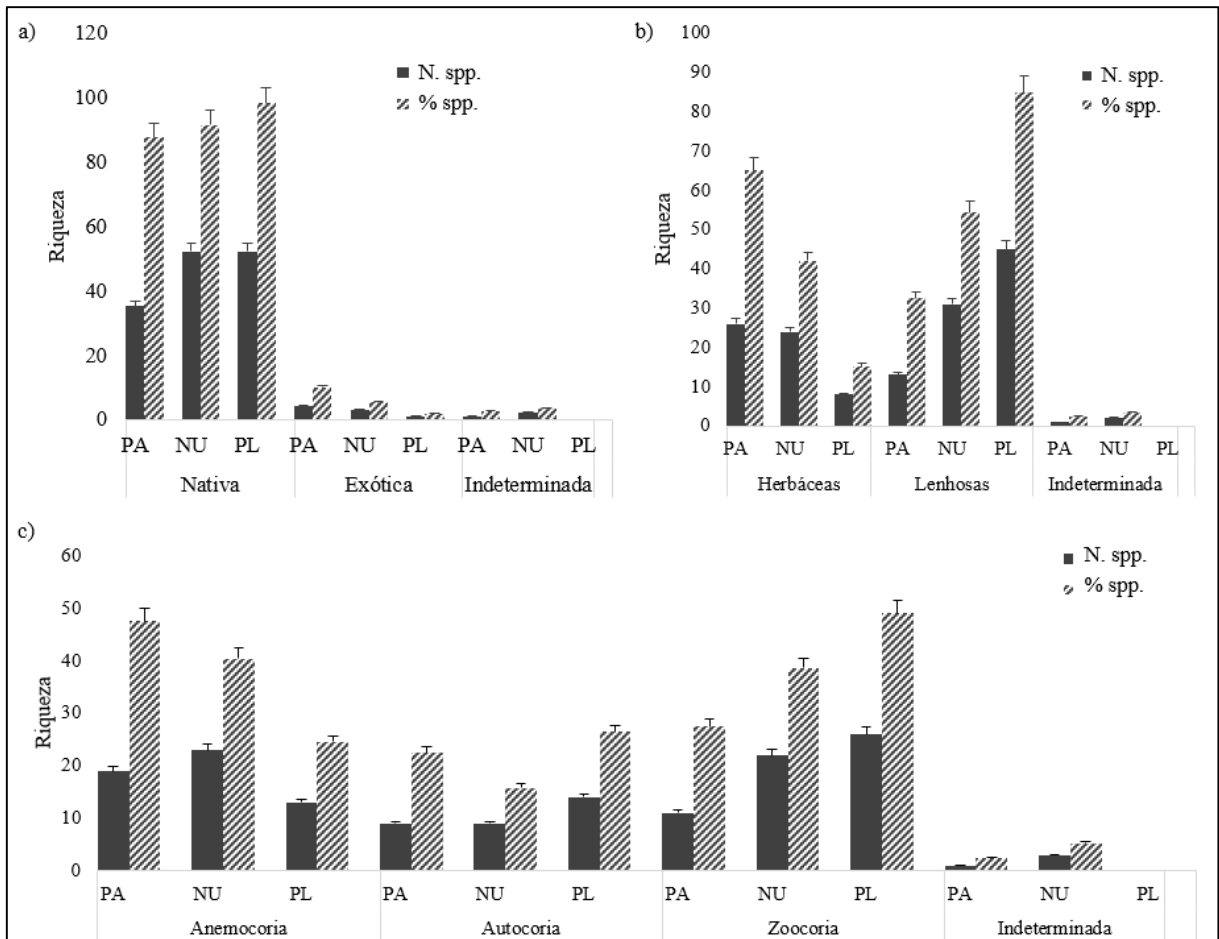 a)
120
100
80
60
40
20
0
Riqueza
N. spp.
% spp.
PA NU PL PA NU PL PA NU PL
Nativa Exótica Indeterminada
b)
100
90
80
70
60
50
40
30
20
10
0
Riqueza
N. spp.
% spp.
PA NU PL PA NU PL PA NU PL
Herbáceas Lenhosas Indeterminada
c)
60
50
40
30
20
10
0
Riqueza
N. spp.
% spp.
PA NU PL PA NU PL PA NU PL PA NU PL
Anemocoria Autocoria Zoocoria Indeterminada